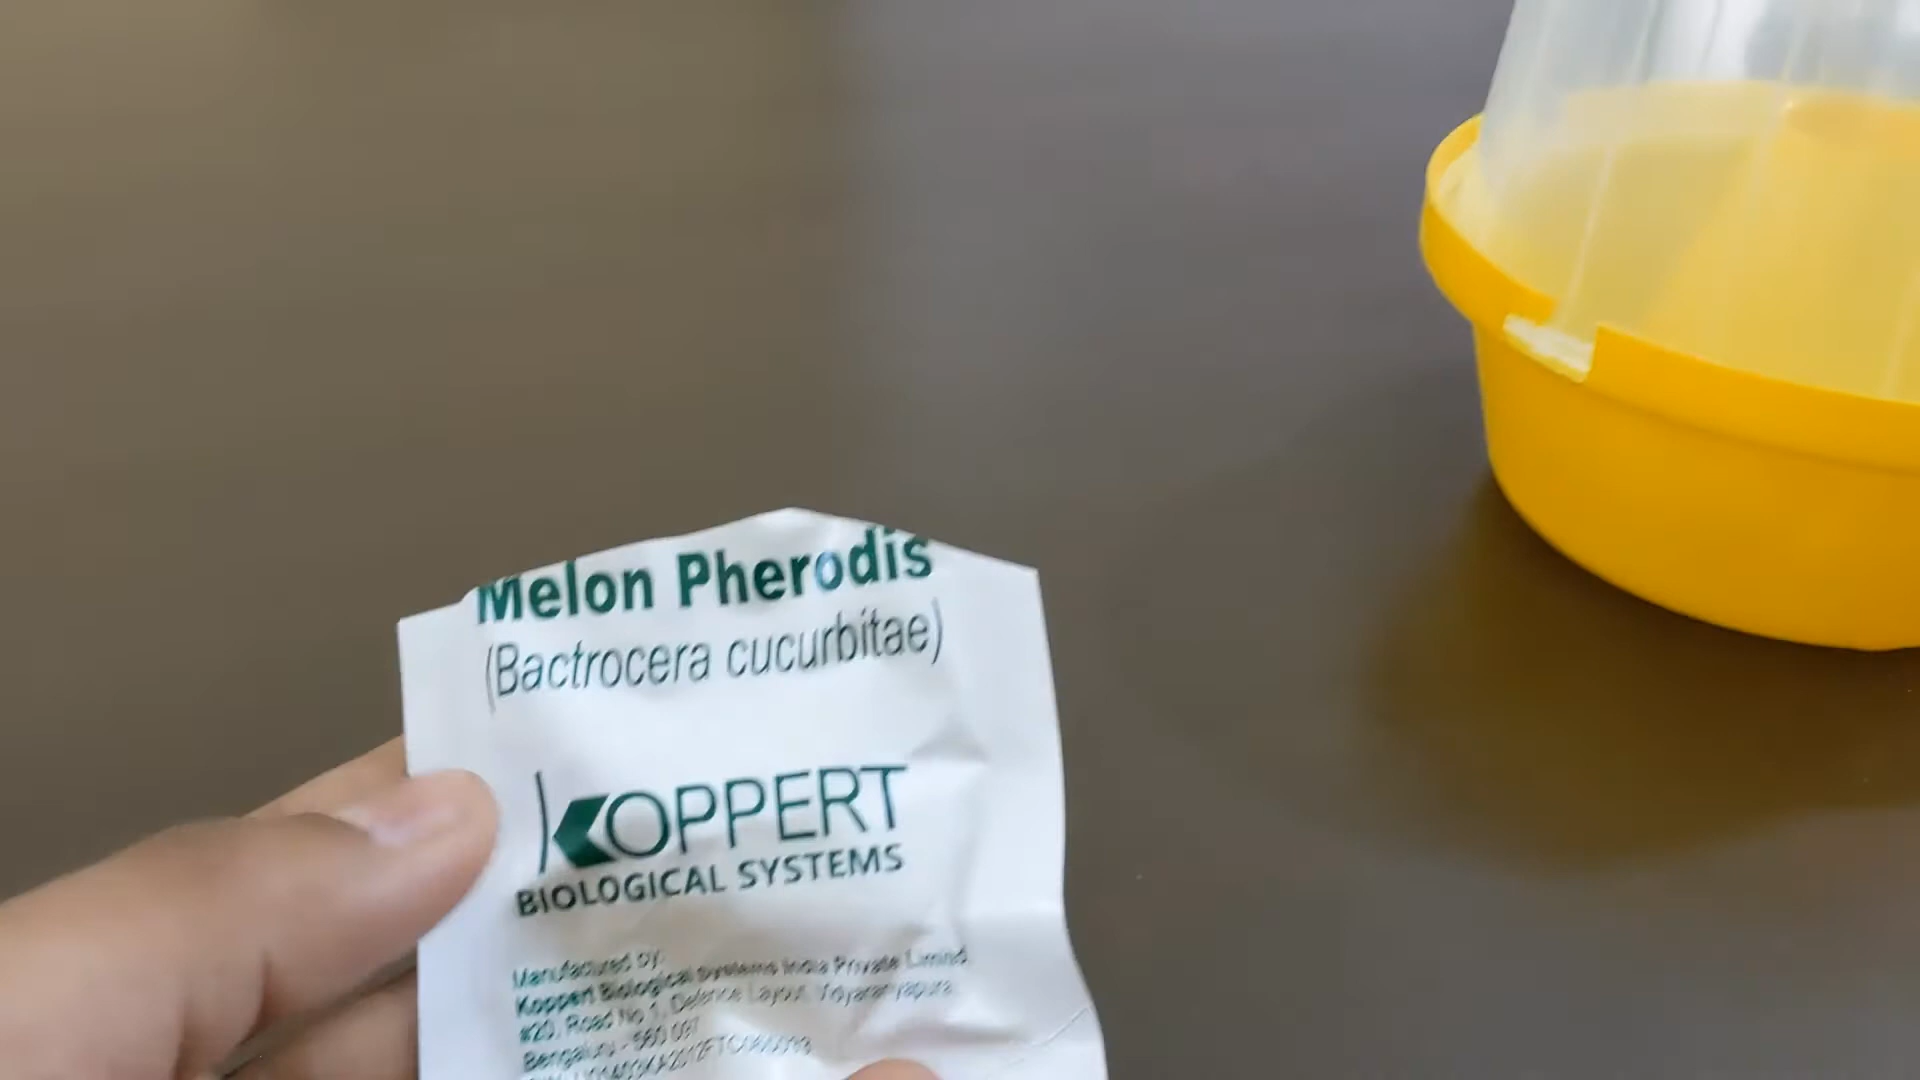 Melon Pherodis
(Bactrocera cucurbitae)
KOPPERT
BIOLOGICAL SYSTEMS
Manufactured by:
Koppert Biological Systems India Private Limited
#20, Road No 1, Defence Layout, Vidyaranyapura
Bengaluru - 560 097